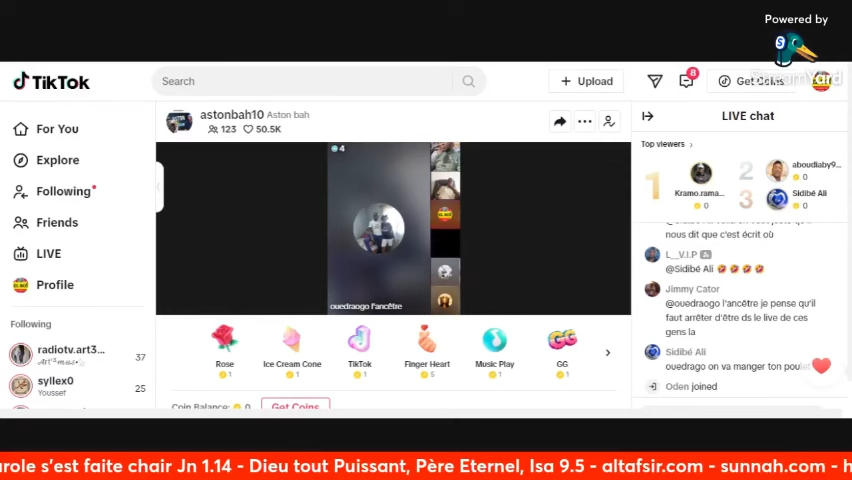 Powered by
StreamYard
TikTok
Search
+ Upload
8
Get Coins
For You
Explore
Following
Friends
LIVE
Profile
Following
radiotv.art3...
37
syllex0
Youssef
25
astonbah10 Aston bah
123 50.5K
4
ouedraogo l'ancêtre
Rose
1
Ice Cream Cone
1
TikTok
1
Finger Heart
5
Music Play
1
GG
1
Coin Balance: 0 Get Coins
LIVE chat
Top viewers
1
Kramo.rama...
0
2
aboudiaby9...
0
3
Sidibé Ali
0
nous dit que c'est écrit où
L__V.I.P
@Sidibé Ali
Jimmy Cator
@ouedraogo l'ancêtre je pense qu'il
faut arrêter d'être ds le live de ces
gens la
Sidibé Ali
ouedrago on va manger ton poulet
Oden joined
arole s'est faite chair Jn 1.14 - Dieu tout Puissant, Père Eternel, Isa 9.5 - altafsir.com - sunnah.com - h